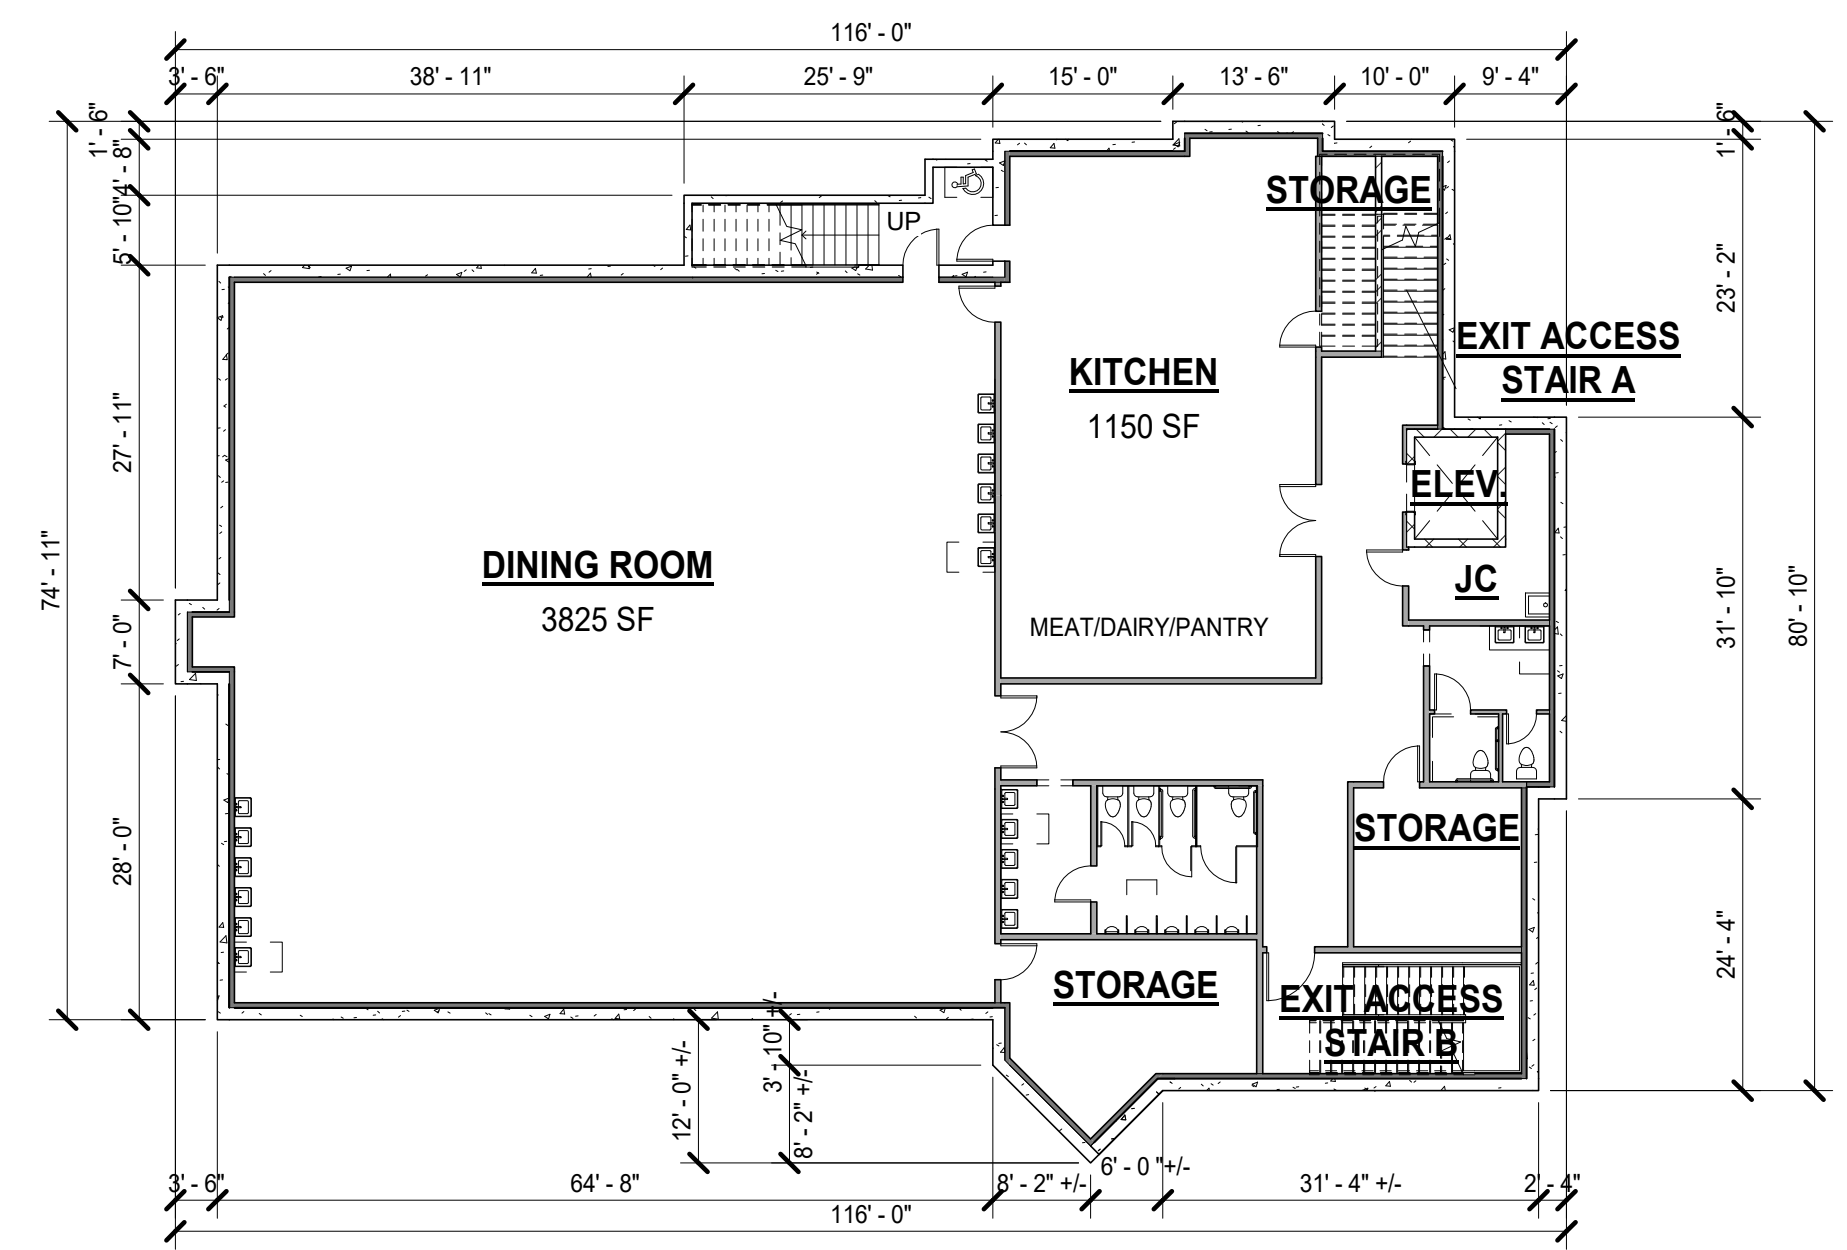 116' - 0"
3' - 6"
38' - 11"
25' - 9"
15' - 0"
13' - 6"
10' - 0"
9' - 4"
1' - 6"
4' - 8"
5' - 10"
27' - 11"
7' - 0"
28' - 0"
74' - 11"
1' - 6"
23' - 2"
31' - 10"
24' - 4"
80' - 10"
UP
STORAGE
EXIT ACCESS
STAIR A
KITCHEN
1150 SF
ELEV.
DINING ROOM
3825 SF
JC
MEAT/DAIRY/PANTRY
STORAGE
STORAGE
EXIT ACCESS
STAIR B
12' - 0" +/-
3' - 10" +/-
8' - 2" +/-
6' - 0 "+/-
3' - 6"
64' - 8"
8' - 2" +/-
31' - 4" +/-
2' - 4"
116' - 0"